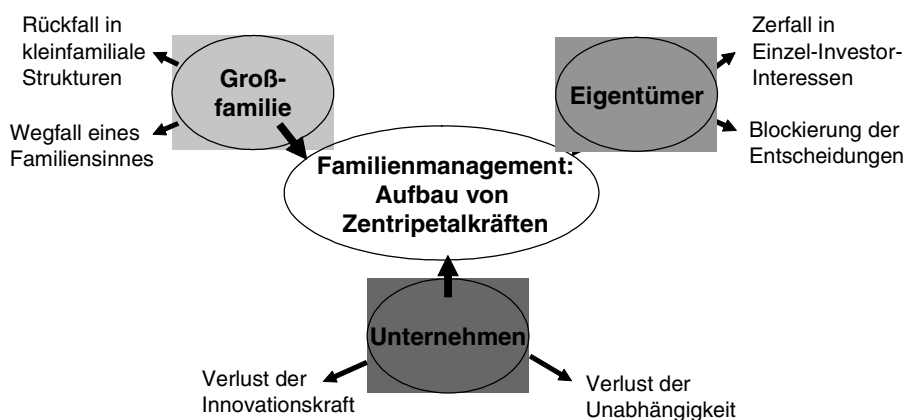 Rückfall in
kleinfamiliale
Strukturen
Wegfall eines
Familiensinnes
Groß-
familie
Eigentümer
Zerfall in
Einzel-Investor-
Interessen
Blockierung der
Entscheidungen
Familienmanagement:
Aufbau von
Zentripetalkräften
Unternehmen
Verlust der
Innovationskraft
Verlust der
Unabhängigkeit